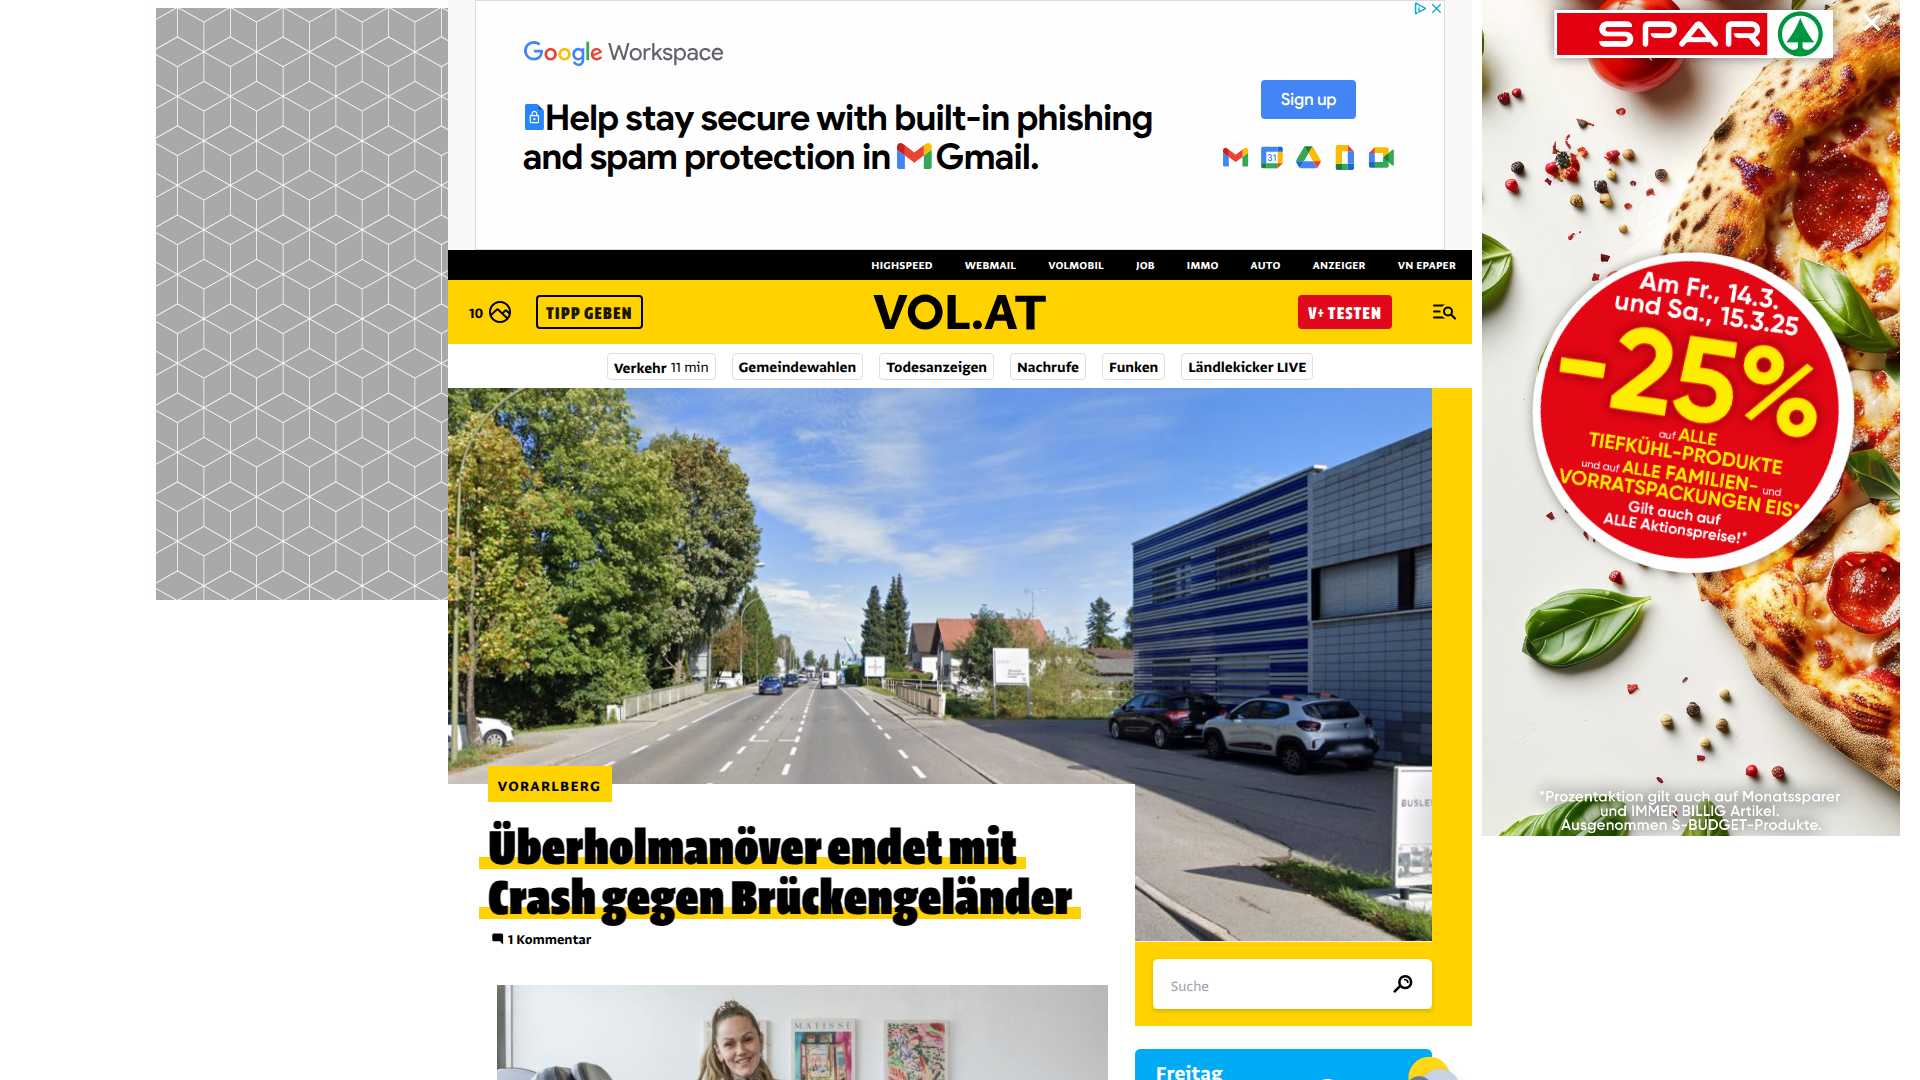 Google Workspace
Help stay secure with built-in phishing
and spam protection in Gmail.
Sign up
31
HIGHSPEED WEBMAIL VOLMOBIL JOB IMMO AUTO ANZEIGER VN EPAPER
10 TIPP GEBEN VOL.AT V+ TESTEN
Verkehr 11 min Gemeindewahlen Todesanzeigen Nachrufe Funken Ländlekicker LIVE
VORARLBERG
Überholmanöver endet mit
Crash gegen Brückengeländer
1 Kommentar
MATISSE
Suche
Freitag
SPAR
Am Fr., 14.3.
und Sa., 15.3.25
-25%
auf ALLE
TIEFKÜHL-PRODUKTE
und auf ALLE FAMILIEN- und
VORRATSPACKUNGEN EIS*
Gilt auch auf
ALLE Aktionspreise!*
*Prozentaktion gilt auch auf Monatssparer
und IMMER BILLIG Artikel.
Ausgenommen S-BUDGET-Produkte.